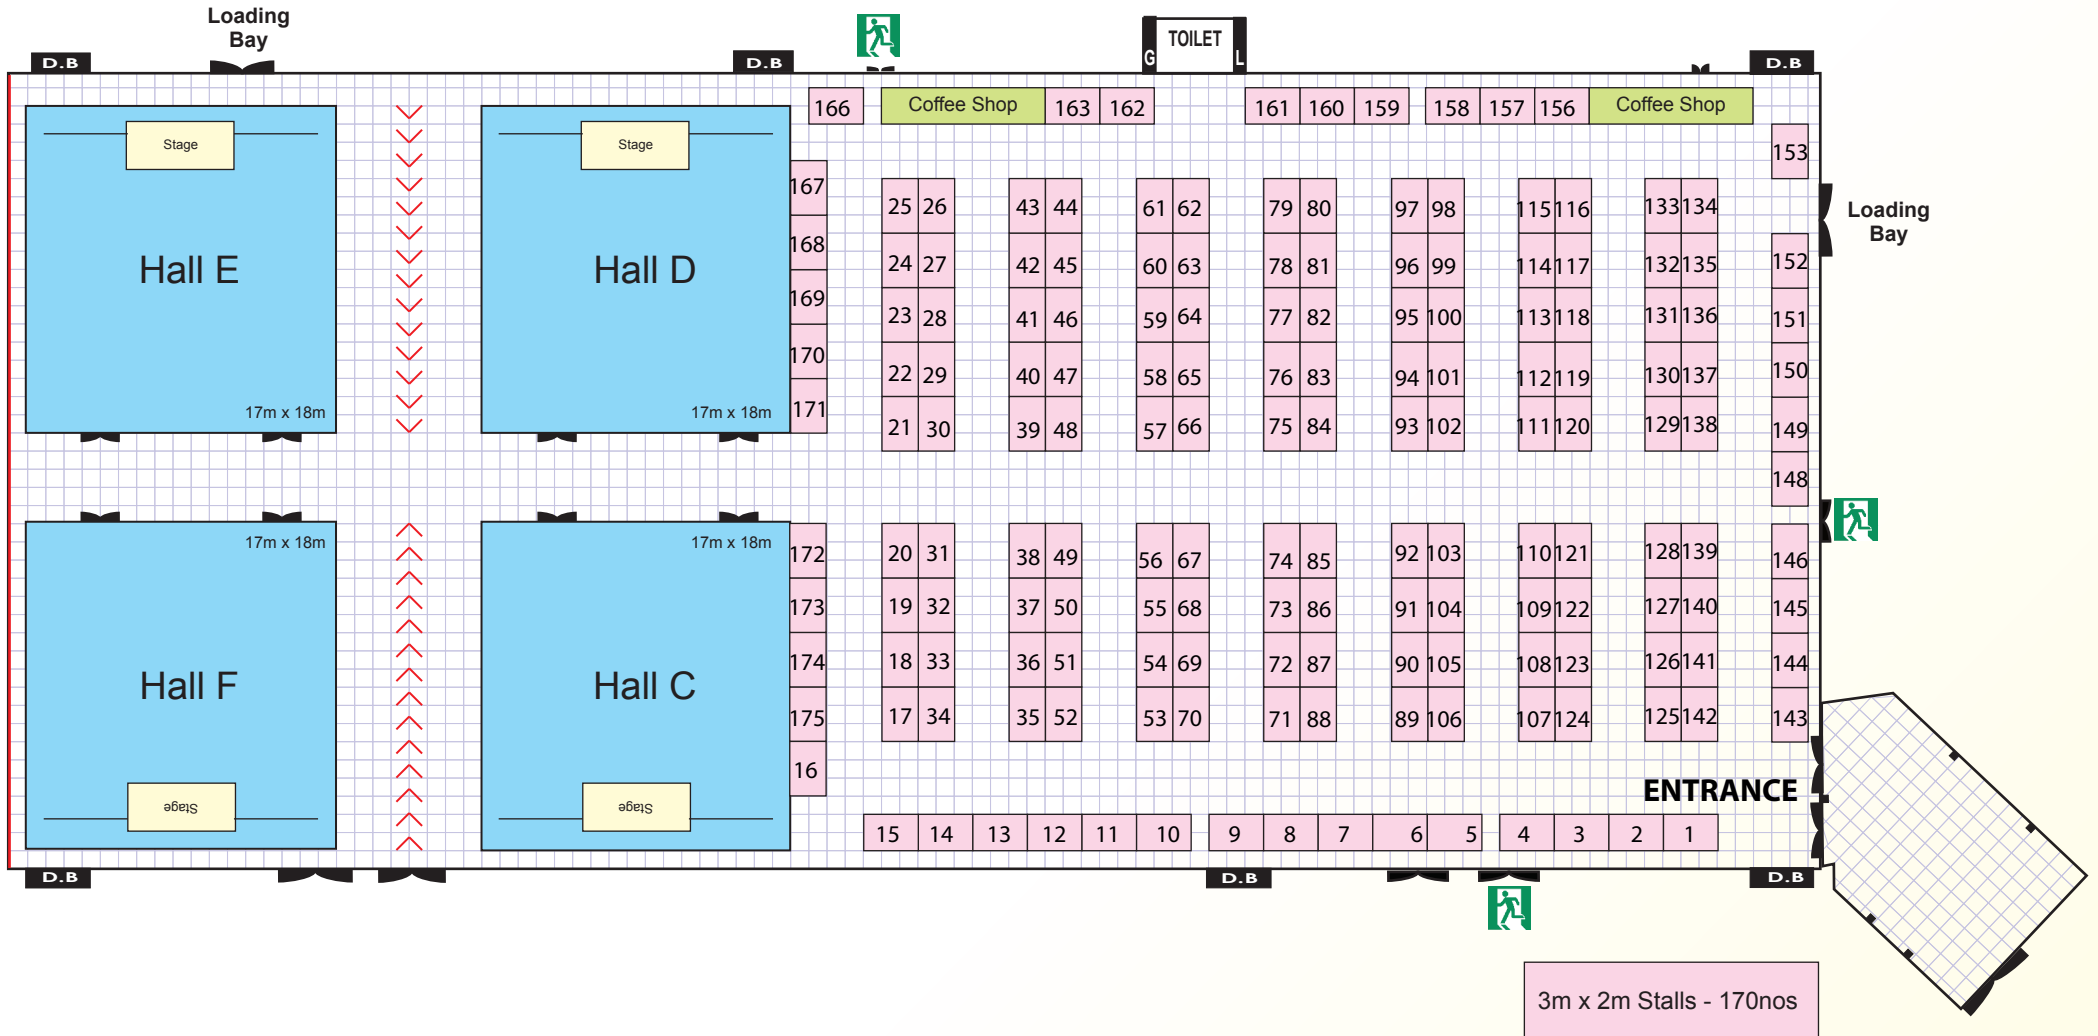 Loading
Bay
D.B
D.B
G
TOILET
L
D.B
166
Coffee Shop
163
162
161
160
159
158
157
156
Coffee Shop
Stage
Stage
153
167
25 26
43 44
61 62
79 80
97 98
115 116
133 134
Loading
Bay
168
24 27
42 45
60 63
78 81
96 99
114 117
132 135
152
Hall E
Hall D
169
23 28
41 46
59 64
77 82
95 100
113 118
131 136
151
170
22 29
40 47
58 65
76 83
94 101
112 119
130 137
150
17m x 18m
17m x 18m
171
21 30
39 48
57 66
75 84
93 102
111 120
129 138
149
148
17m x 18m
17m x 18m
172
20 31
38 49
56 67
74 85
92 103
110 121
128 139
146
173
19 32
37 50
55 68
73 86
91 104
109 122
127 140
145
174
18 33
36 51
54 69
72 87
90 105
108 123
126 141
144
Hall F
Hall C
175
17 34
35 52
53 70
71 88
89 106
107 124
125 142
143
16
Stage
Stage
ENTRANCE
15 14 13 12 11 10
9 8 7 6 5
4 3 2 1
D.B
D.B
D.B
3m x 2m Stalls - 170nos